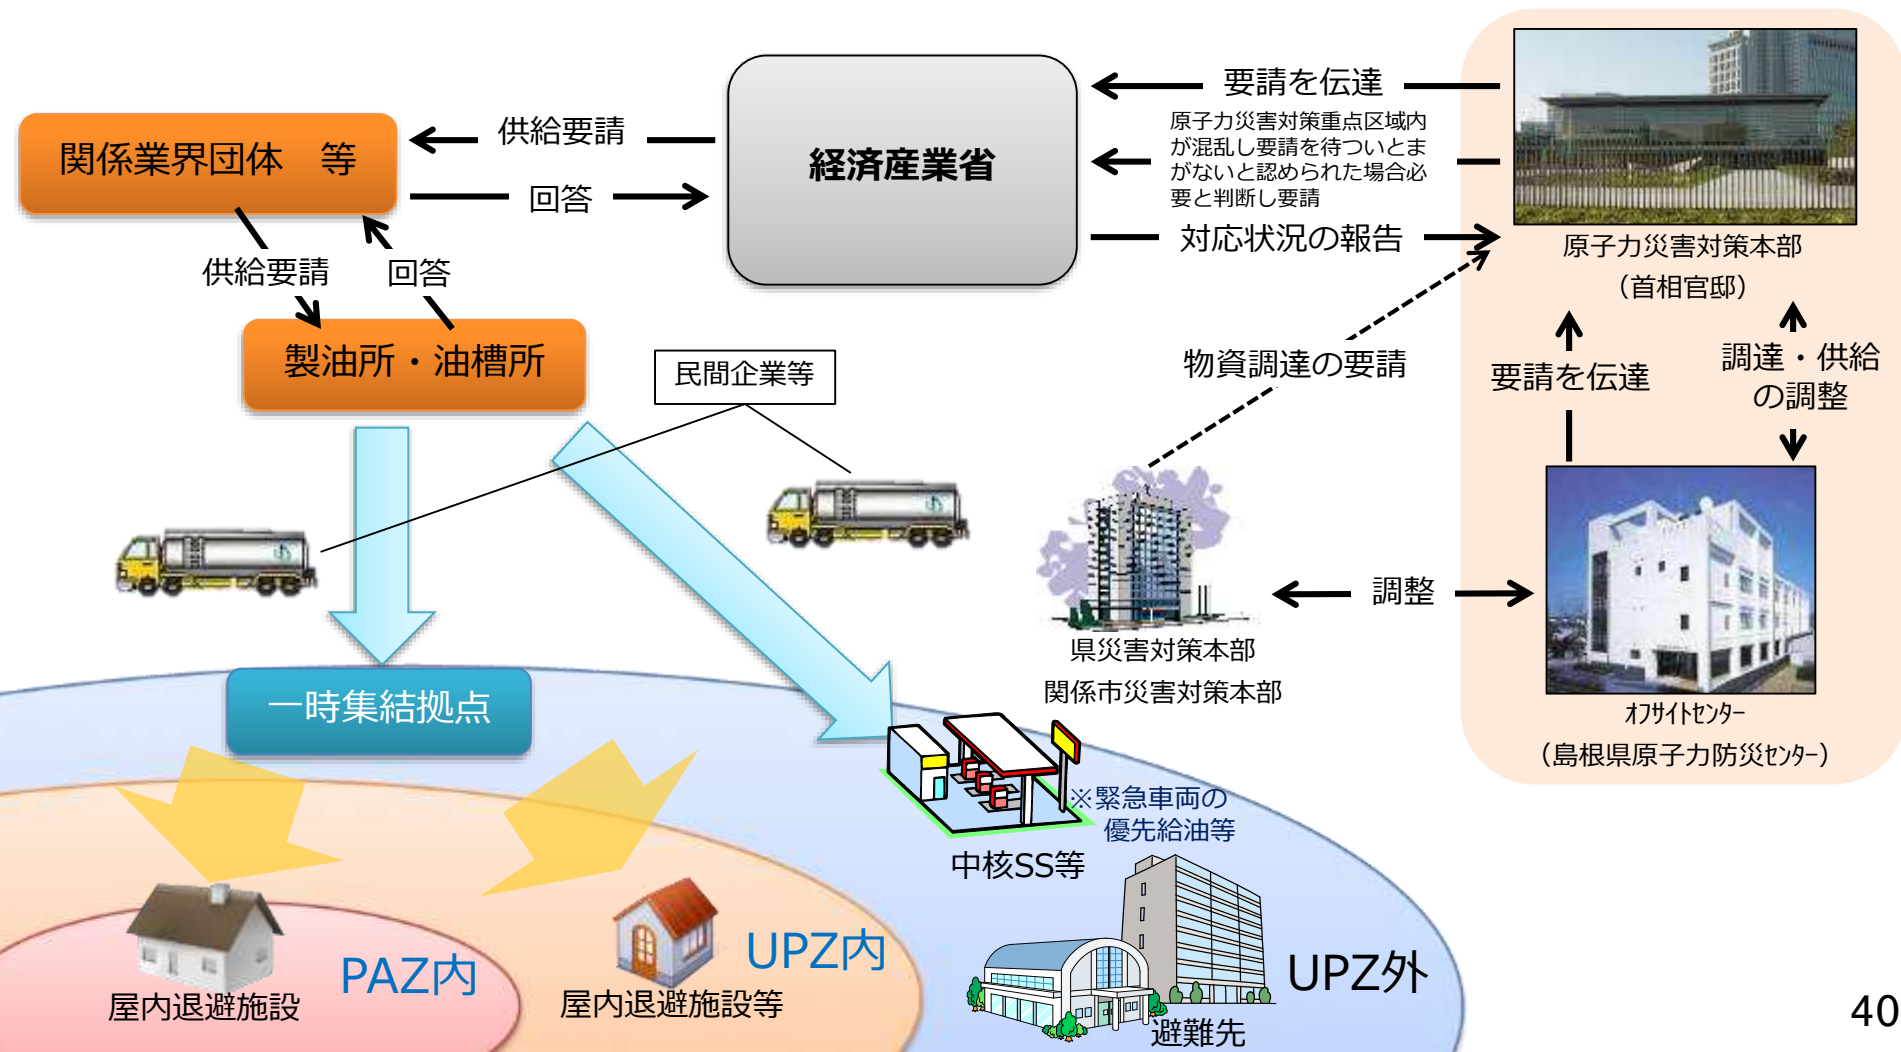 要請を伝達
原子力災害対策重点区域内
が混乱し要請を待ついとま
がないと認められた場合必
要と判断し要請
対応状況の報告
経済産業省
供給要請
回答
関係業界団体　等
供給要請
回答
製油所・油槽所
民間企業等
物資調達の要請
原子力災害対策本部
（首相官邸）
要請を伝達
調達・供給
の調整
調整
県災害対策本部
関係市災害対策本部
ｵﾌｻｲﾄｾﾝﾀｰ
（島根県原子力防災ｾﾝﾀｰ）
一時集結拠点
※緊急車両の
優先給油等
中核SS等
PAZ内
屋内退避施設
UPZ内
屋内退避施設等
UPZ外
避難先
40